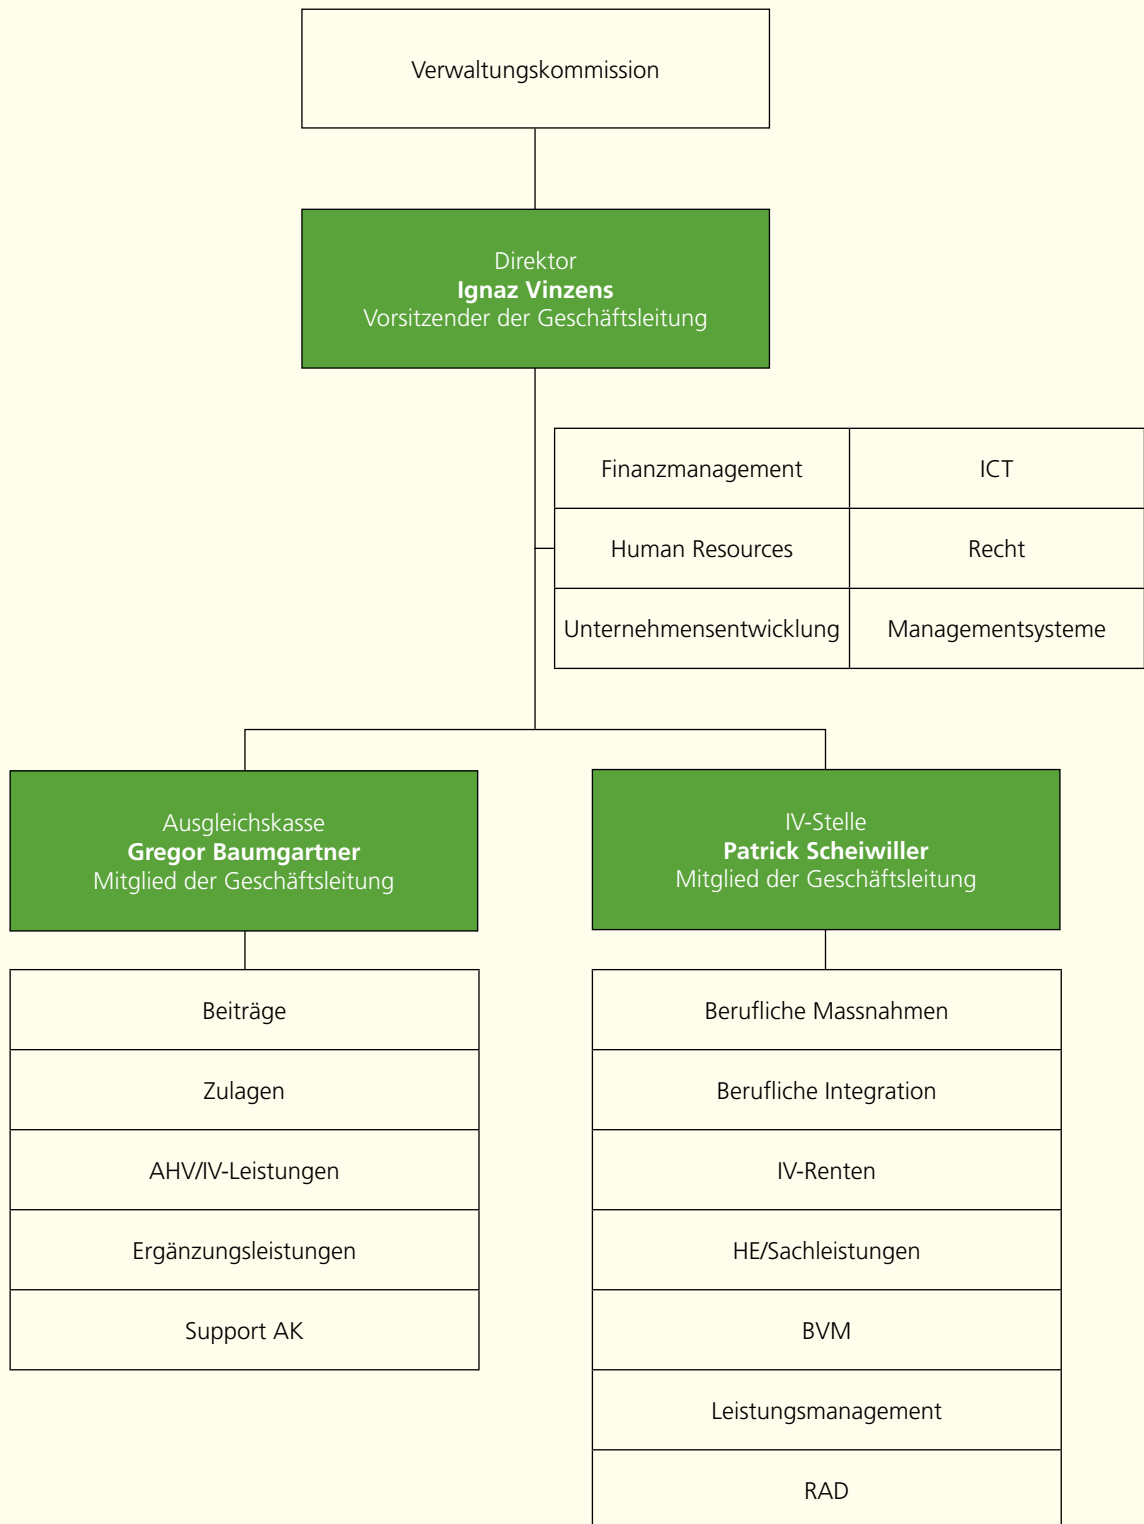 Verwaltungskommission
Direktor
Ignaz Vinzens
Vorsitzender der Geschäftsleitung
Finanzmanagement
ICT
Human Resources
Recht
Unternehmensentwicklung
Managementsysteme
Ausgleichskasse
Gregor Baumgartner
Mitglied der Geschäftsleitung
Beiträge
Zulagen
AHV/IV-Leistungen
Ergänzungsleistungen
Support AK
IV-Stelle
Patrick Scheiwiller
Mitglied der Geschäftsleitung
Berufliche Massnahmen
Berufliche Integration
IV-Renten
HE/Sachleistungen
BVM
Leistungsmanagement
RAD